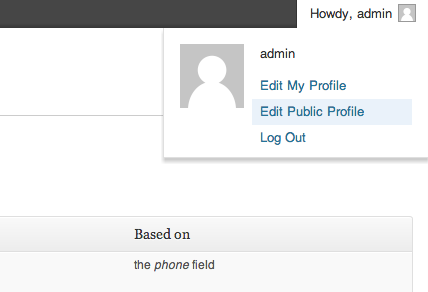 Howdy, admin
admin
Edit My Profile
Edit Public Profile
Log Out
Based on
the phone field